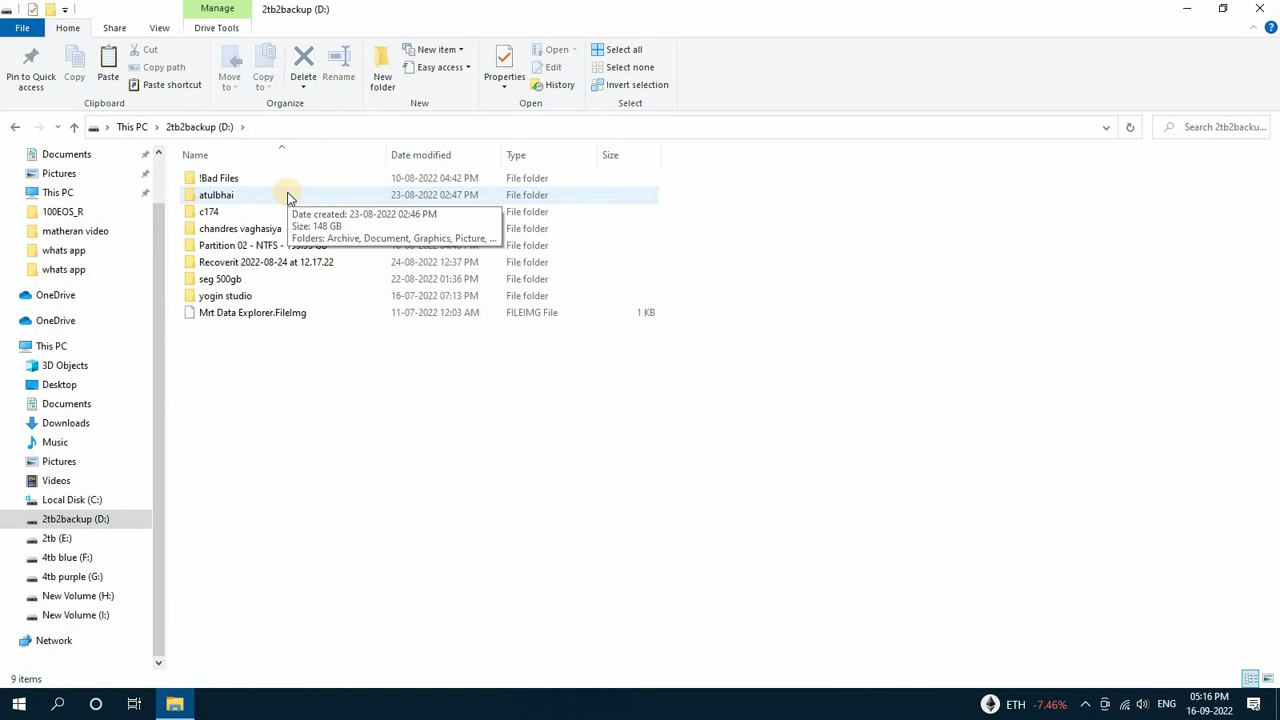 Manage
2tb2backup (D:)
File
Home
Share
View
Drive Tools
Pin to Quick access
Copy
Paste
Cut
Copy path
Paste shortcut
Clipboard
Move to
Copy to
Delete
Rename
Organize
New folder
New item
Easy access
New
Properties
Open
Edit
History
Open
Select all
Select none
Invert selection
Select
This PC
2tb2backup (D:)
Search 2tb2backu...
Documents
Pictures
This PC
100EOS_R
matheran video
whats app
whats app
OneDrive
OneDrive
This PC
3D Objects
Desktop
Documents
Downloads
Music
Pictures
Videos
Local Disk (C:)
2tb2backup (D:)
2tb (E:)
4tb blue (F:)
4tb purple (G:)
New Volume (H:)
New Volume (I:)
Network
Name Date modified Type Size
!Bad Files 10-08-2022 04:42 PM File folder
atulbhai 23-08-2022 02:47 PM File folder
c174 File folder
chandres vaghasiya File folder
Partition 02 - NTFS - File folder
Recoverit 2022-08-24 at 12.17.22 24-08-2022 12:37 PM File folder
seg 500gb 22-08-2022 01:36 PM File folder
yogin studio 16-07-2022 07:13 PM File folder
Mrt Data Explorer.FileImg 11-07-2022 12:03 AM FILEIMG File 1 KB
Date created: 23-08-2022 02:46 PM
Size: 148 GB
Folders: Archive, Document, Graphics, Picture, ...
9 items
ETH -7.46%
ENG
05:16 PM
16-09-2022